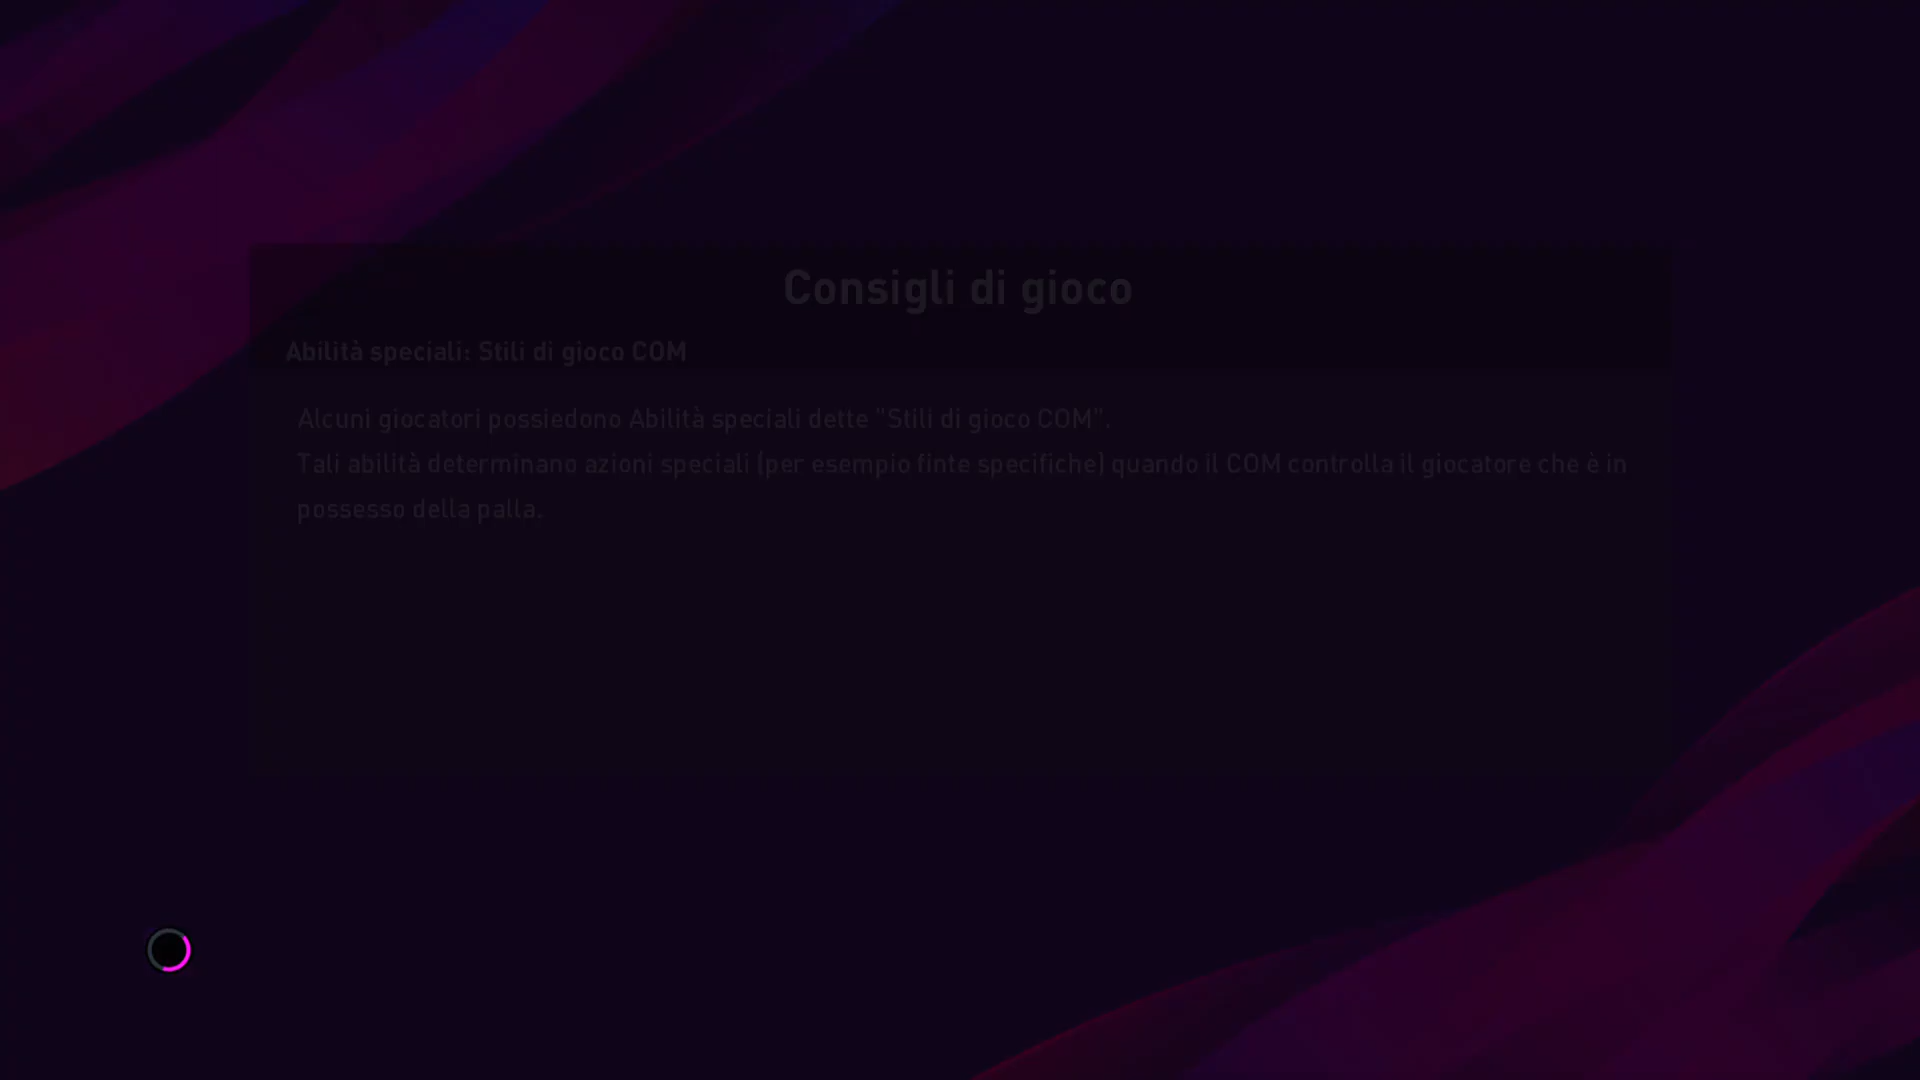 Consigli di gioco
Abilità speciali: Stili di gioco COM
Alcuni giocatori possiedono Abilità speciali dette "Stili di gioco COM".
Tali abilità determinano azioni speciali (per esempio finte specifiche) quando il COM controlla il giocatore che è in
possesso della palla.